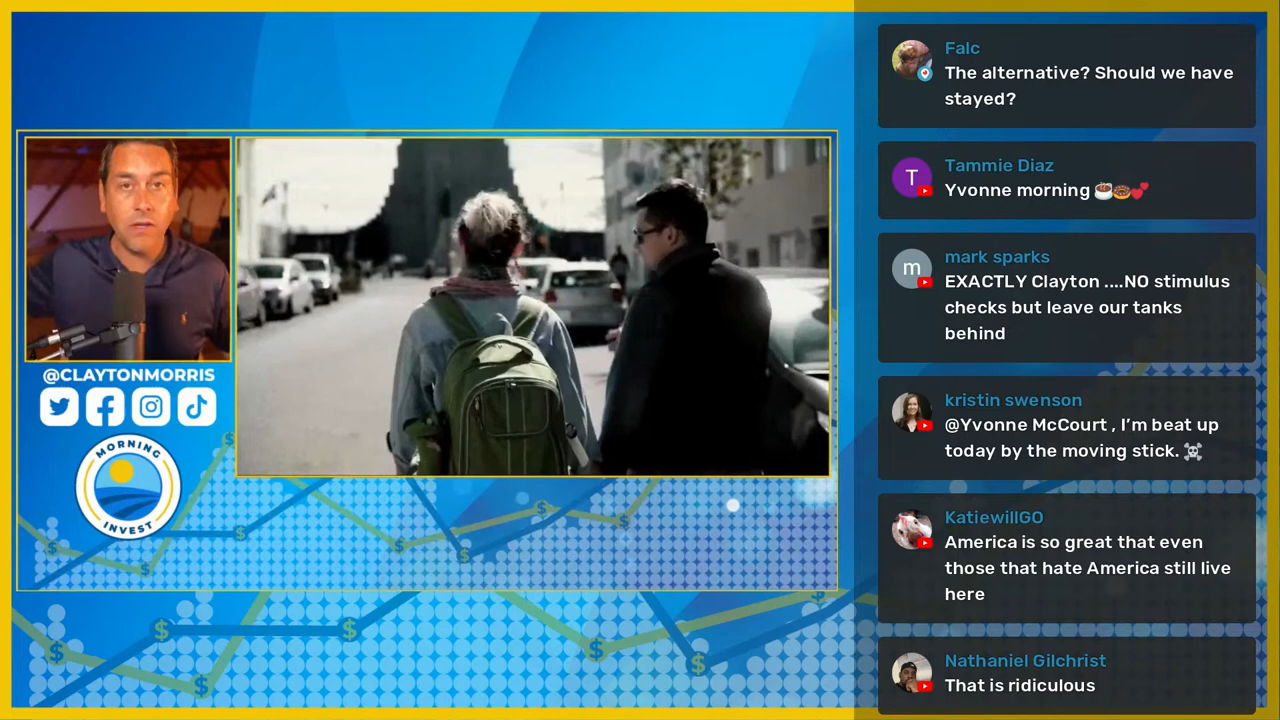 @CLAYTONMORRIS
MORNING
INVEST
Falc
The alternative? Should we have
stayed?
T
Tammie Diaz
Yvonne morning ☕🍩💕
m
mark sparks
EXACTLY Clayton ....NO stimulus
checks but leave our tanks
behind
kristin swenson
@Yvonne McCourt , I’m beat up
today by the moving stick. ☠️
KatiewillGO
America is so great that even
those that hate America still live
here
Nathaniel Gilchrist
That is ridiculous